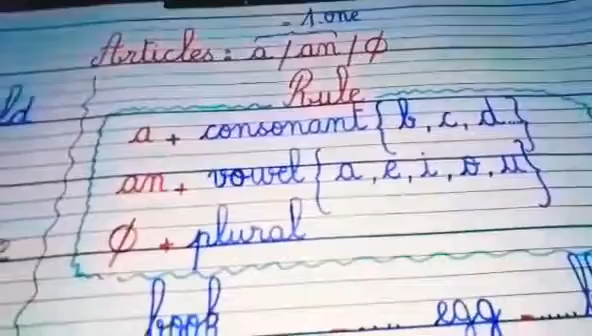 = 1. one
Articles: a / an / ϕ
Rule
a + consonant { b, c, d...}
an + vowel { a, e, i, o, u }
ϕ + plural
book ...... egg ......